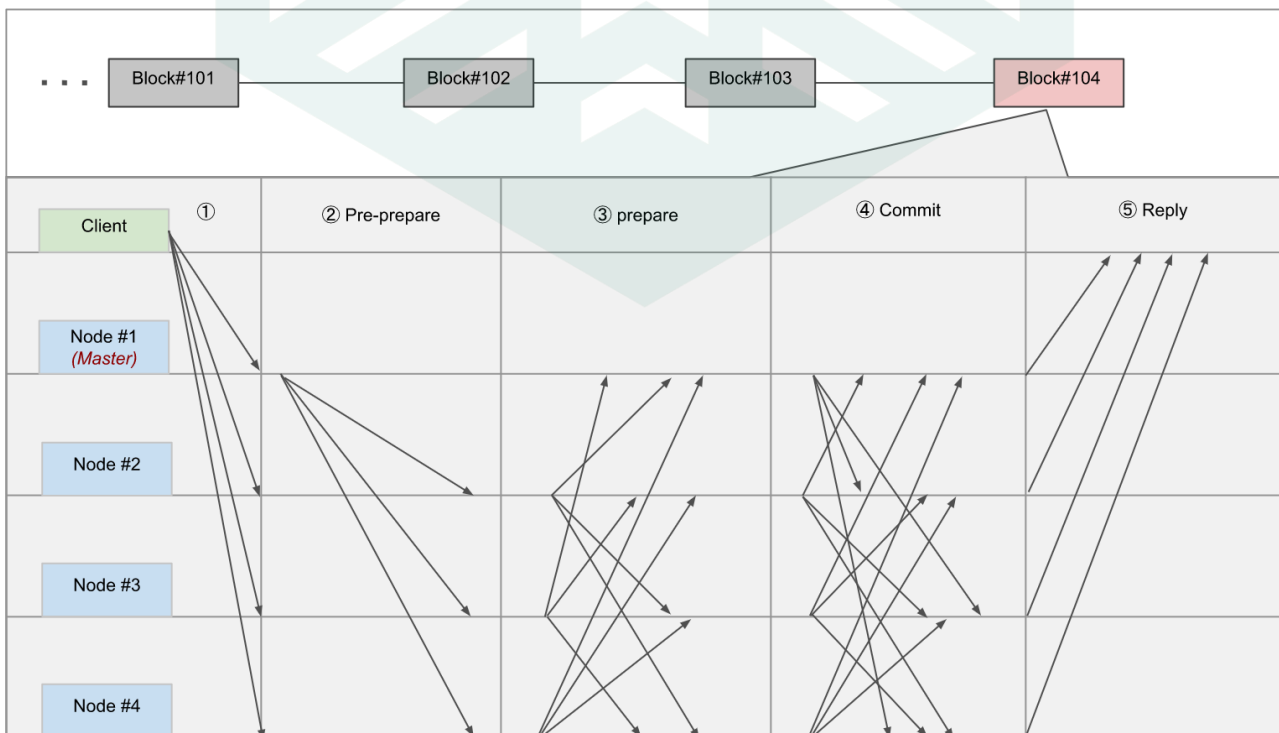 . . .
Block#101
Block#102
Block#103
Block#104
Client
①
② Pre-prepare
③ prepare
④ Commit
⑤ Reply
Node #1
(Master)
Node #2
Node #3
Node #4